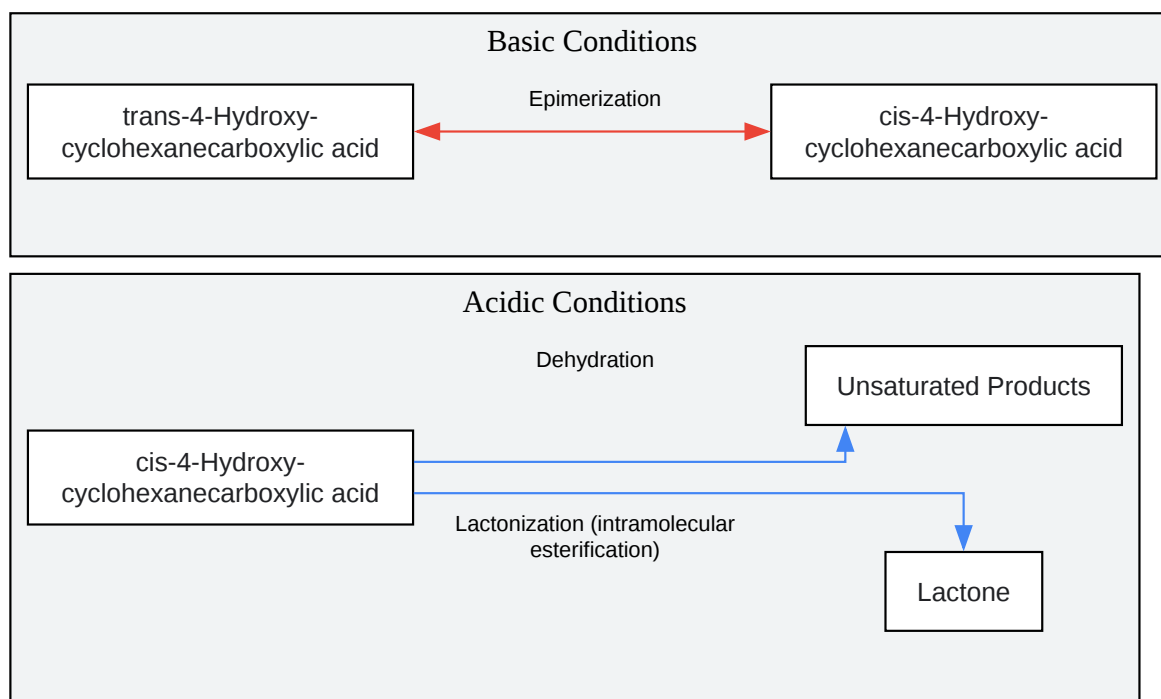 Basic Conditions
trans-4-Hydroxy-
cyclohexanecarboxylic acid
Epimerization
cis-4-Hydroxy-
cyclohexanecarboxylic acid
Acidic Conditions
Dehydration
Unsaturated Products
cis-4-Hydroxy-
cyclohexanecarboxylic acid
Lactonization (intramolecular
esterification)
Lactone